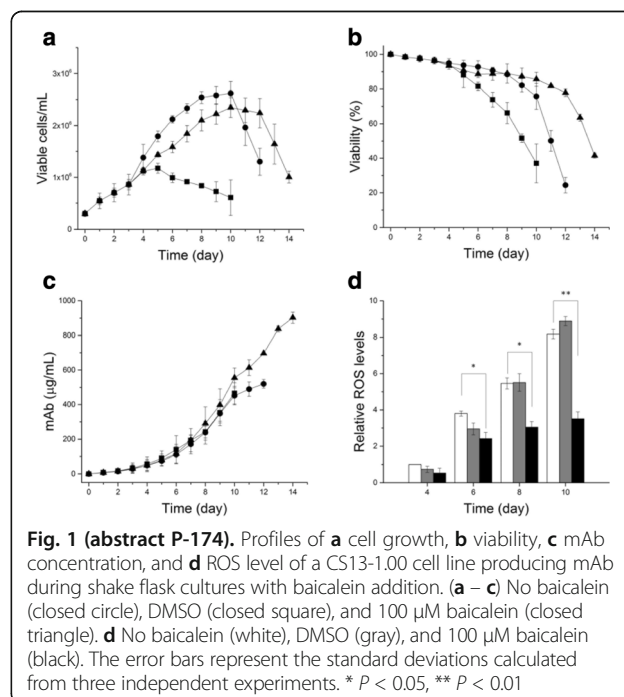 a
b
Viable cells/mL
3x10⁶
2x10⁶
1x10⁶
0
0 2 4 6 8 10 12 14
Time (day)
Viability (%)
100
80
60
40
20
0
0 2 4 6 8 10 12 14
Time (day)
c
d
mAb (µg/mL)
1000
800
600
400
200
0
0 2 4 6 8 10 12 14
Time (day)
Relative ROS levels
10
8
6
4
2
0
* * **
4 6 8 10
Time (day)
Fig. 1 (abstract P-174). Profiles of a cell growth, b viability, c mAb
concentration, and d ROS level of a CS13-1.00 cell line producing mAb
during shake flask cultures with baicalein addition. (a – c) No baicalein
(closed circle), DMSO (closed square), and 100 µM baicalein (closed
triangle). d No baicalein (white), DMSO (gray), and 100 µM baicalein
(black). The error bars represent the standard deviations calculated
from three independent experiments. * P < 0.05, ** P < 0.01